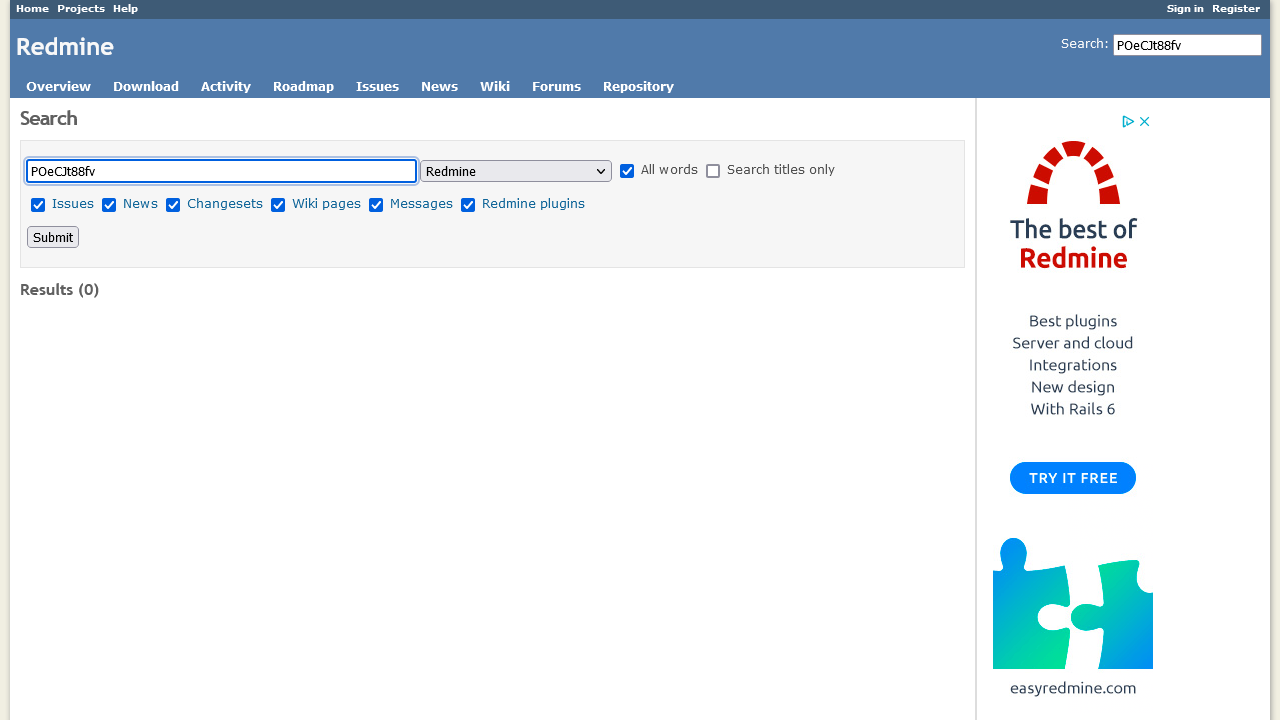 Home Projects Help Sign in Register
Redmine Search: POeCJt88fv
Overview Download Activity Roadmap Issues News Wiki Forums Repository
Search
POeCJt88fv Redmine All words Search titles only
Issues News Changesets Wiki pages Messages Redmine plugins
Submit
Results (0)
The best of
Redmine
Best plugins
Server and cloud
Integrations
New design
With Rails 6
TRY IT FREE
easyredmine.com